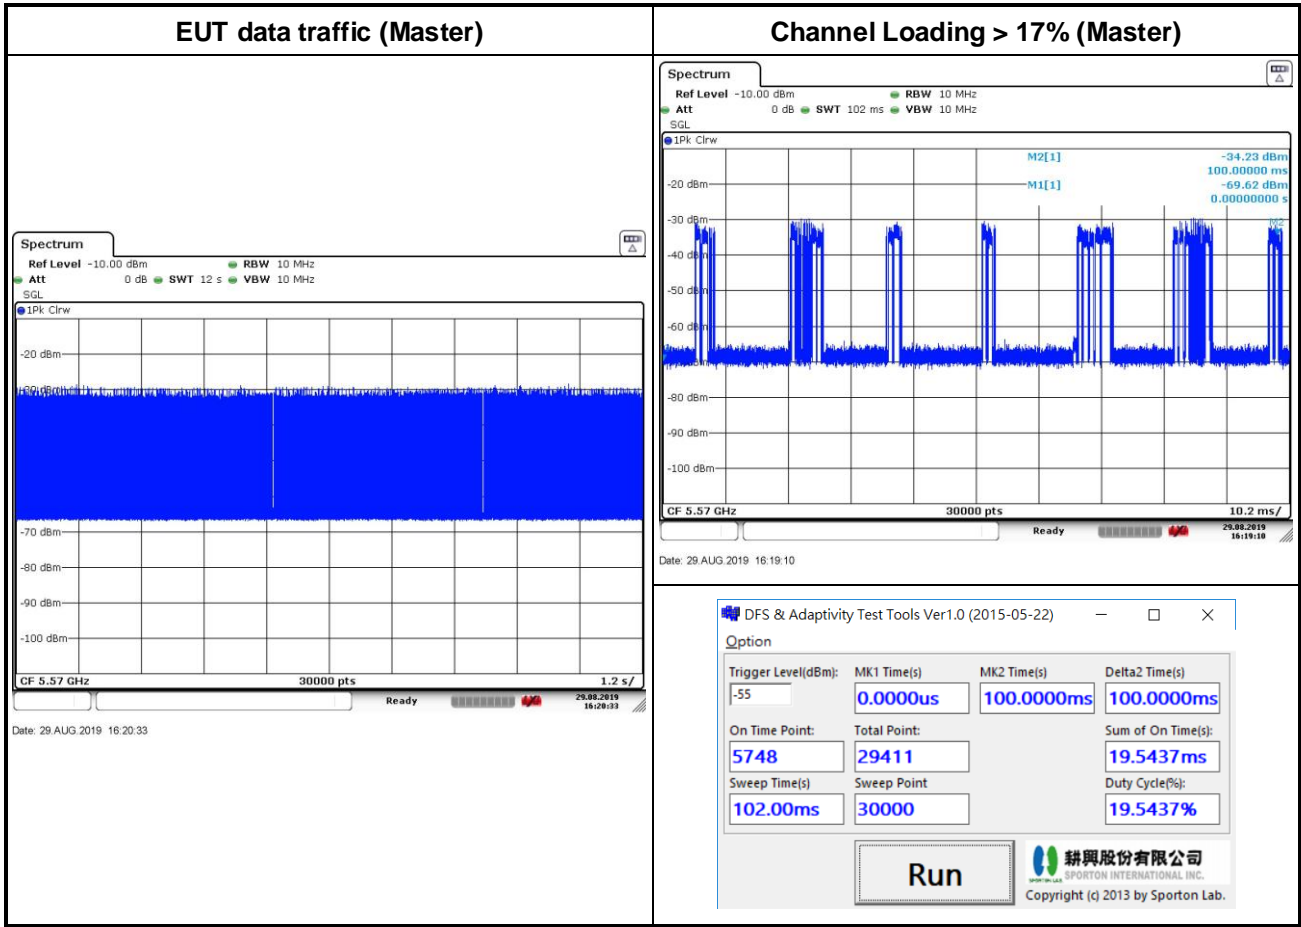 EUT data traffic (Master)
Channel Loading > 17% (Master)
Spectrum
Ref Level -10.00 dBm RBW 10 MHz
Att 0 dB SWT 12 s VBW 10 MHz
SGL
1Pk Clrw
-20 dBm
-30 dBm
-70 dBm
-80 dBm
-90 dBm
-100 dBm
CF 5.57 GHz 30000 pts 1.2 s/
Ready 29.08.2019
16:20:33
Date: 29.AUG.2019 16:20:33
Spectrum
Ref Level -10.00 dBm RBW 10 MHz
Att 0 dB SWT 102 ms VBW 10 MHz
SGL
1Pk Clrw
M2[1] -34.23 dBm
100.00000 ms
M1[1] -69.62 dBm
0.00000000 s
-20 dBm
-30 dBm
M2
-40 dBm
-50 dBm
-60 dBm
-80 dBm
-90 dBm
-100 dBm
CF 5.57 GHz 30000 pts 10.2 ms/
Ready 29.08.2019
16:19:10
Date: 29.AUG.2019 16:19:10
DFS & Adaptivity Test Tools Ver1.0 (2015-05-22)
Option
Trigger Level(dBm): MK1 Time(s) MK2 Time(s) Delta2 Time(s)
-55 0.0000us 100.0000ms 100.0000ms
On Time Point: Total Point: Sum of On Time(s):
5748 29411 19.5437ms
Sweep Time(s) Sweep Point Duty Cycle(%):
102.00ms 30000 19.5437%
Run
耕興股份有限公司
SPORTON LAB.
SPORTON INTERNATIONAL INC.
Copyright (c) 2013 by Sporton Lab.